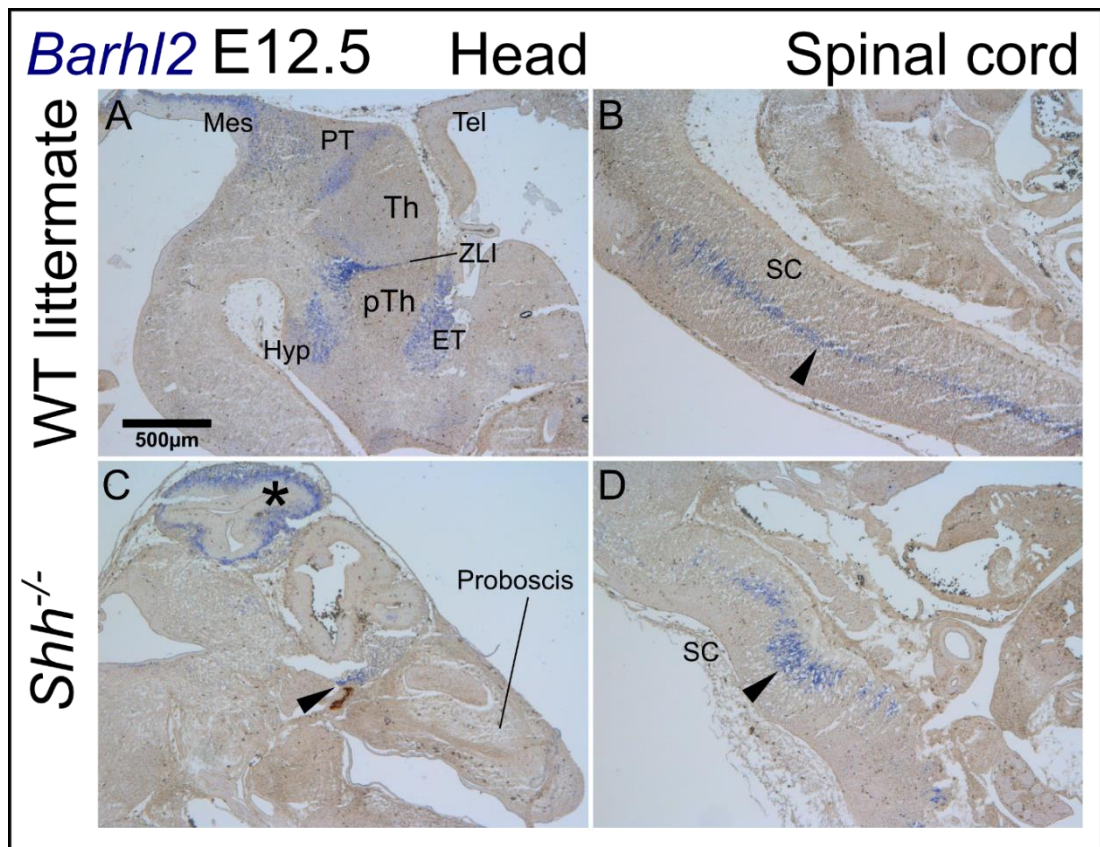 Barhl2 E12.5 Head Spinal cord
WT littermate
A
Mes
PT
Tel
Th
ZLI
pTh
Hyp
ET
500µm
B
SC
Shh-/-
C
*
Proboscis
D
SC